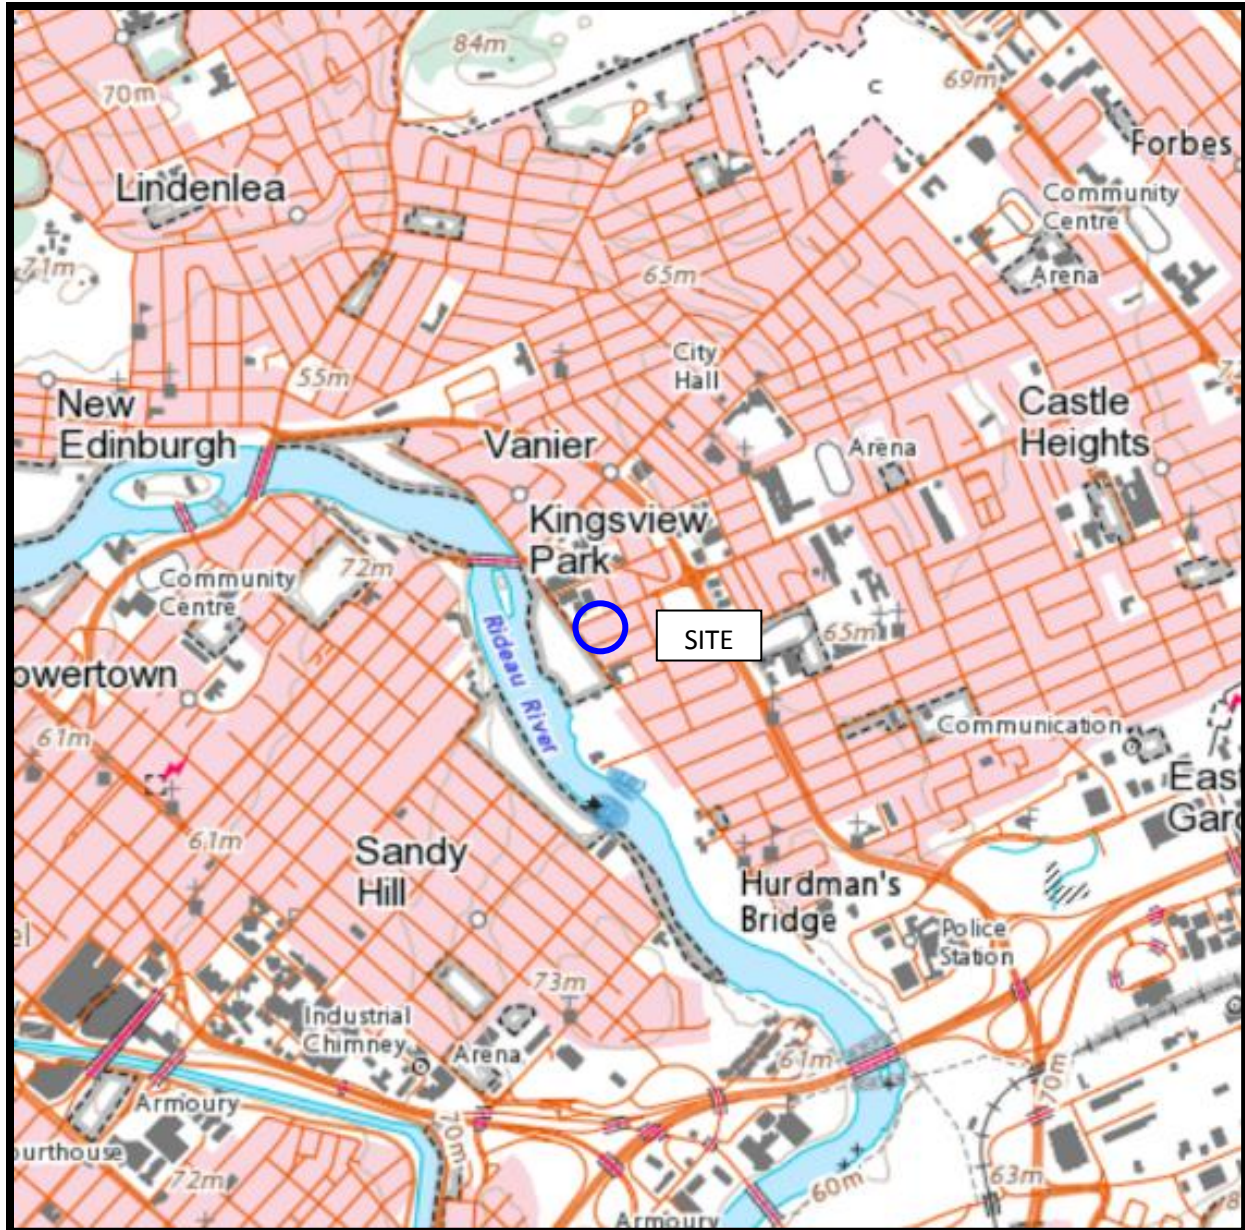 84m
70m
69m
C
Forbes
Lindenlea
Community
Centre
71m
65m
Arena
City
Hall
55m
New
Edinburgh
Castle
Heights
Vanier
Arena
Kingsview
Park
72m
Community
Centre
SITE
65m
Rideau River
owertown
61m
Communication
East
Gard
61m
Sandy
Hill
Hurdman's
Bridge
Police
Station
73m
Industrial
Chimney
Arena
61m
70m
Armoury
70m
ourthouse
72m
63m
60m
Armoury